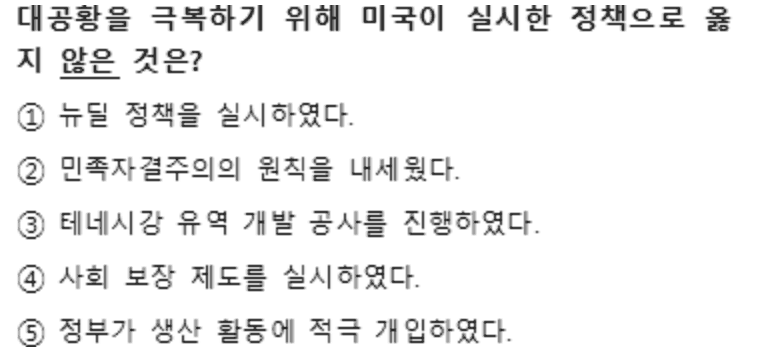 대공황을 극복하기 위해 미국이 실시한 정책으로 옳
지 않은 것은?
① 뉴딜 정책을 실시하였다.
② 민족자결주의의 원칙을 내세웠다.
③ 테네시강 유역 개발 공사를 진행하였다.
④ 사회 보장 제도를 실시하였다.
⑤ 정부가 생산 활동에 적극 개입하였다.